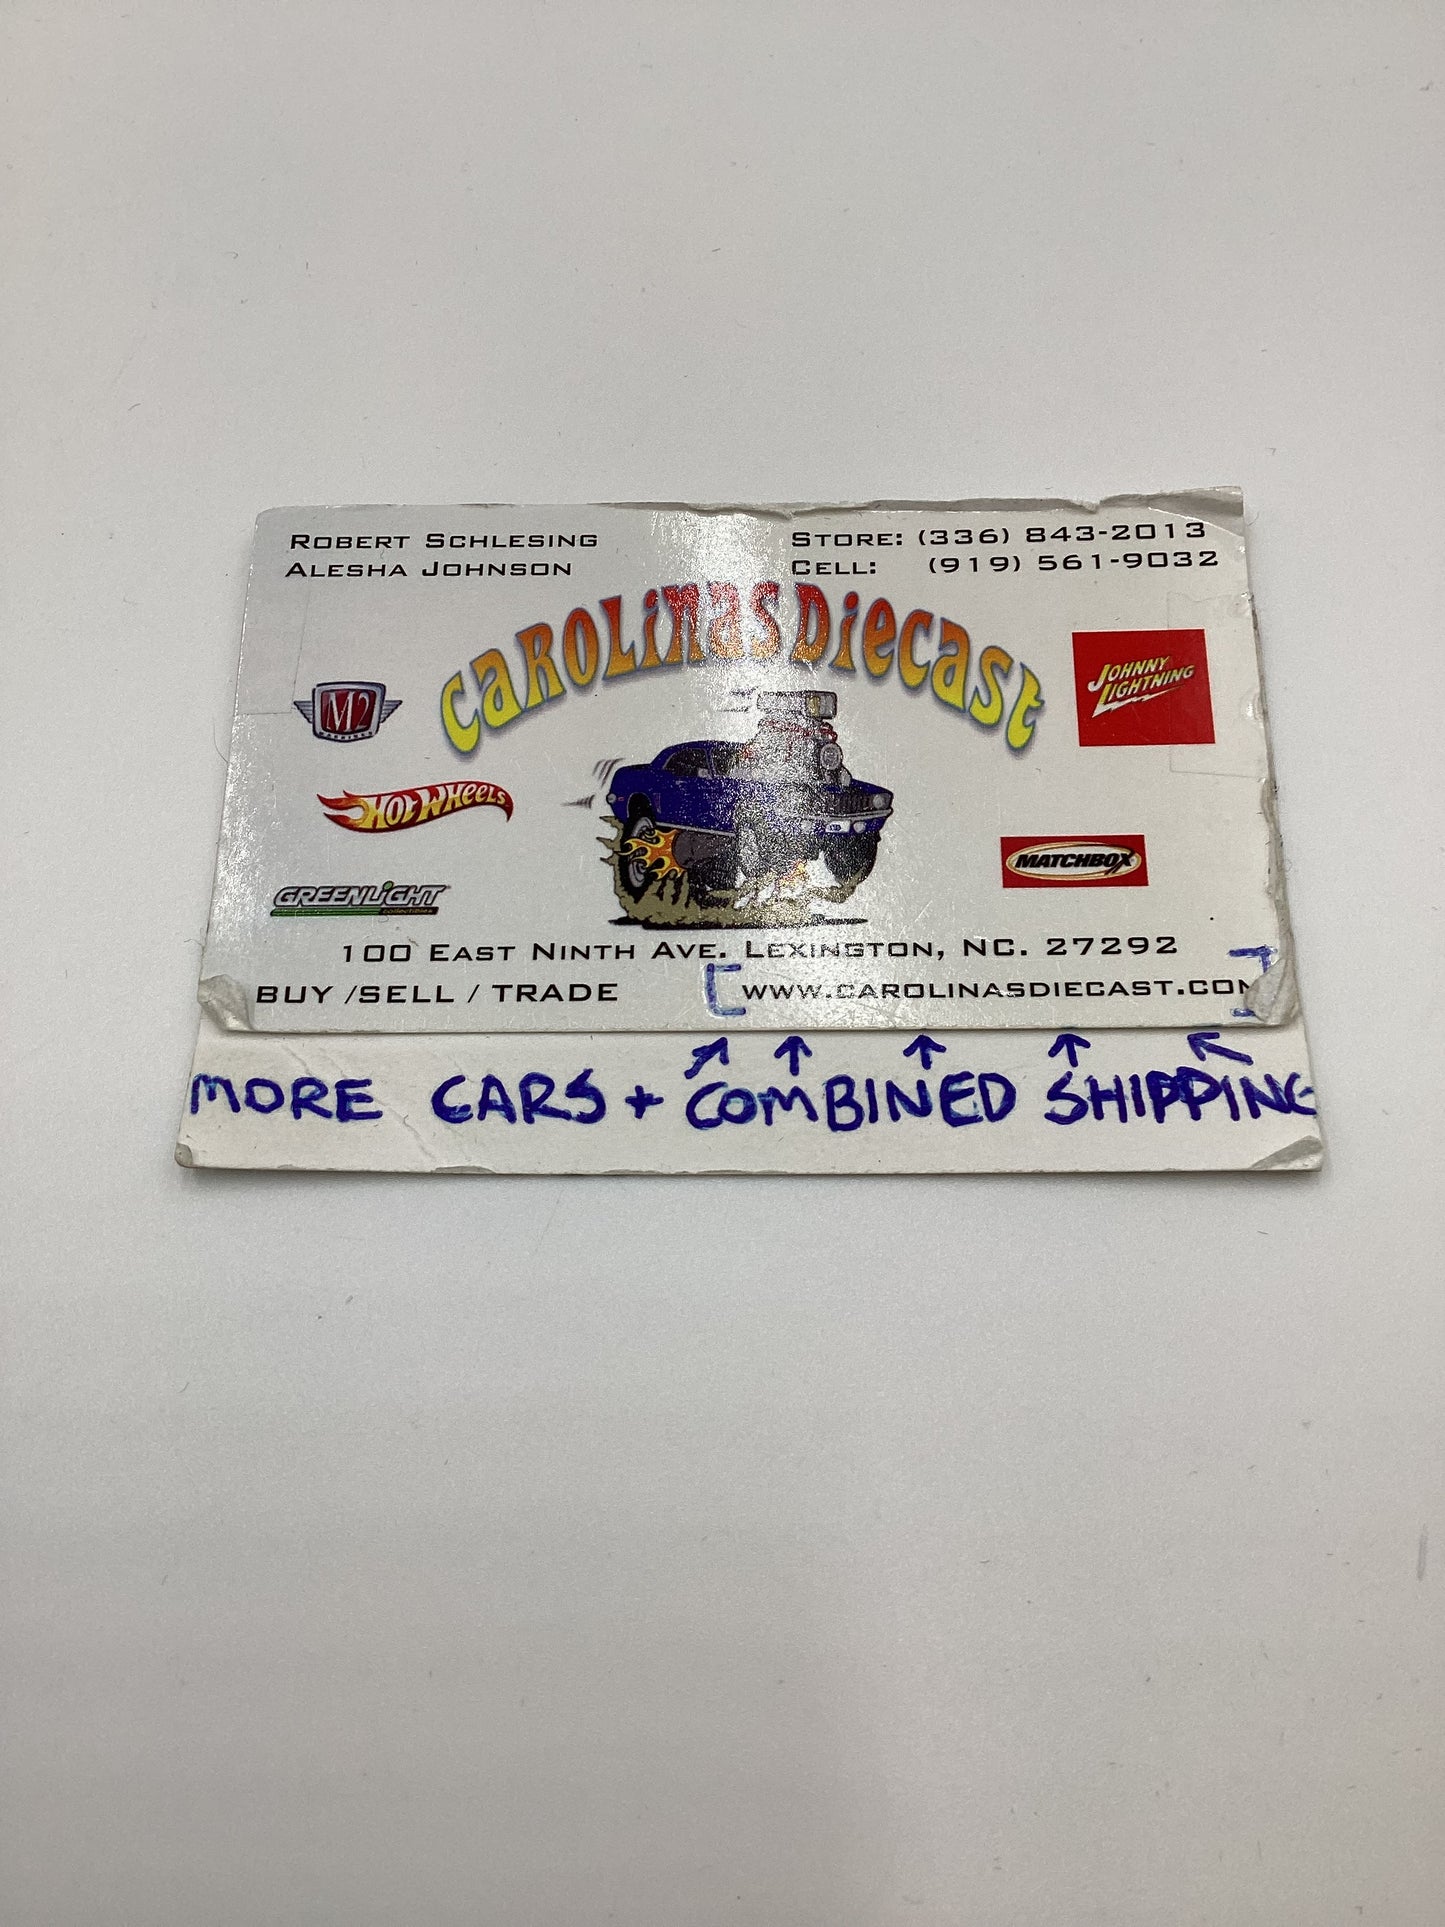 ROBERT SCHLESING
ALESHA JOHNSON
STORE: (336) 843-2013
CELL: (919) 561-9032
CAROLINAS DIECAST
M2
MACHINES
JOHNNY LIGHTNING
HOT WHEELS
MATCHBOX
GREENLIGHT
collectibles
100 EAST NINTH AVE. LEXINGTON, NC. 27292
BUY /SELL / TRADE
[WWW.CAROLINASDIECAST.COM]
MORE CARS + COMBINED SHIPPING